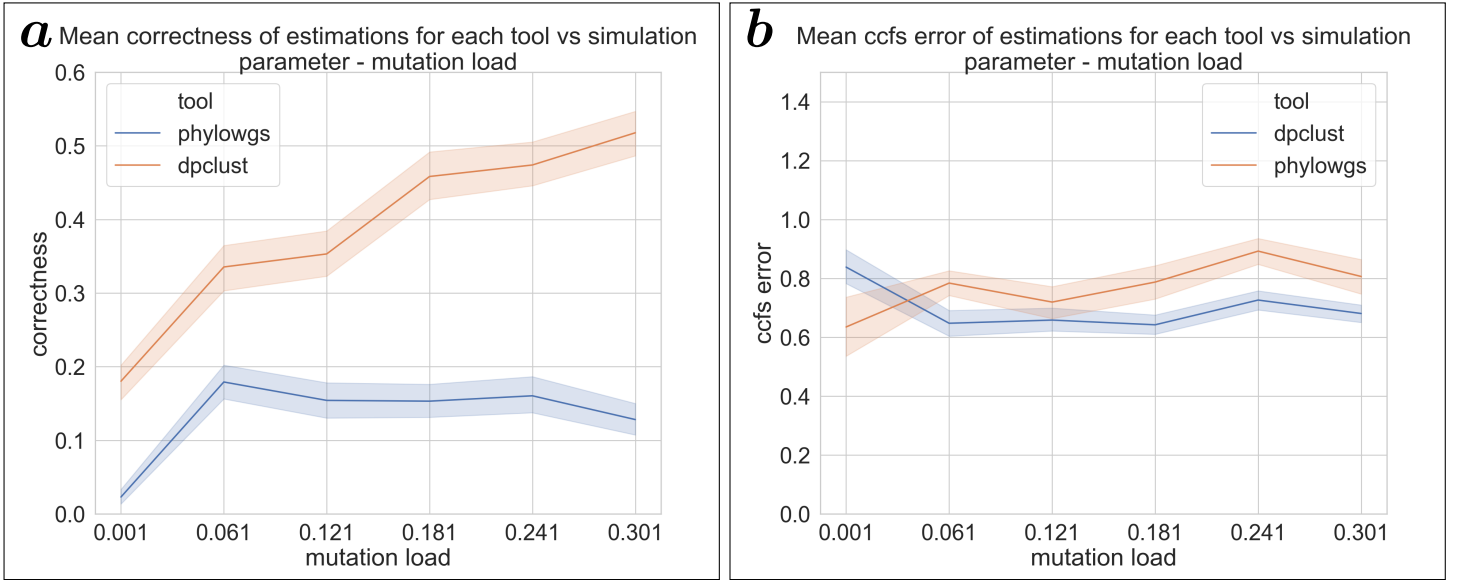 a Mean correctness of estimations for each tool vs simulation
parameter - mutation load
0.6
0.5
0.4
0.3
0.2
0.1
0.0
correctness
tool
phylowgs
dpclust
0.001 0.061 0.121 0.181 0.241 0.301
mutation load
b Mean ccfs error of estimations for each tool vs simulation
parameter - mutation load
1.4
1.2
1.0
0.8
0.6
0.4
0.2
0.0
ccfs error
tool
dpclust
phylowgs
0.001 0.061 0.121 0.181 0.241 0.301
mutation load